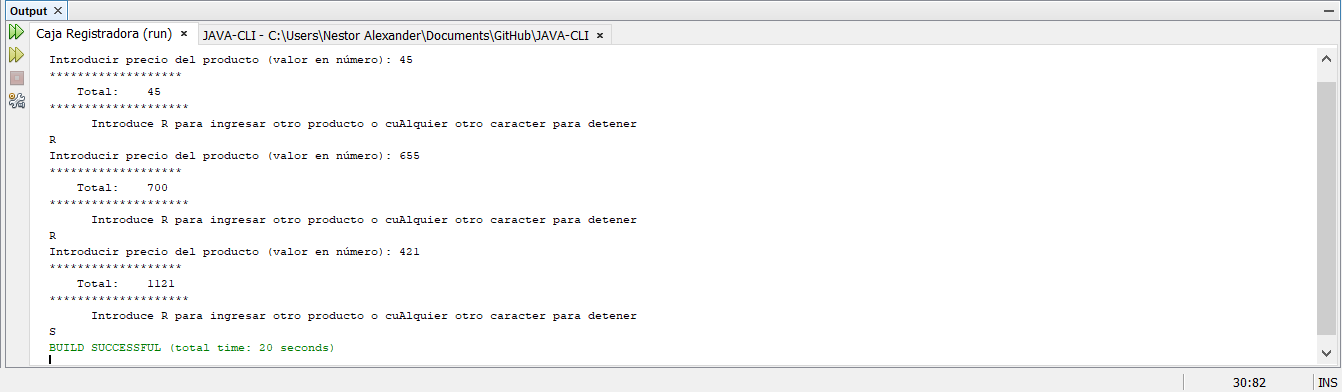 Output ×
Caja Registradora (run) × JAVA-CLI - C:\Users\Nestor Alexander\Documents\GitHub\JAVA-CLI ×
Introducir precio del producto (valor en número): 45
*******************
Total: 45
********************
Introduce R para ingresar otro producto o cuAlquier otro caracter para detener
R
Introducir precio del producto (valor en número): 655
*******************
Total: 700
********************
Introduce R para ingresar otro producto o cuAlquier otro caracter para detener
R
Introducir precio del producto (valor en número): 421
*******************
Total: 1121
********************
Introduce R para ingresar otro producto o cuAlquier otro caracter para detener
S
BUILD SUCCESSFUL (total time: 20 seconds)
30:82 INS